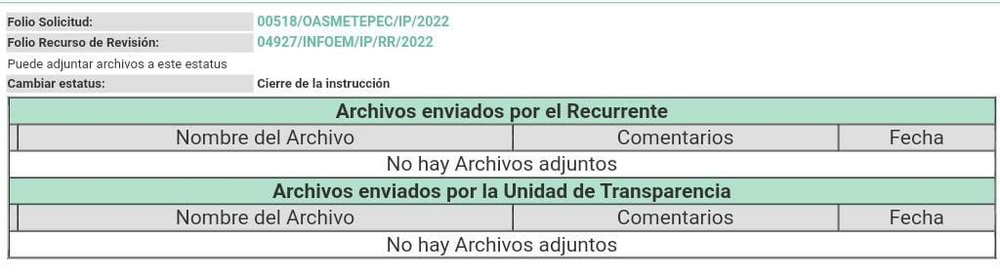 Folio Solicitud: 00518/OASMETEPEC/IP/2022
Folio Recurso de Revisión: 04927/INFOEM/IP/RR/2022
Puede adjuntar archivos a este estatus
Cambiar estatus: Cierre de la instrucción
Archivos enviados por el Recurrente
Nombre del Archivo Comentarios Fecha
No hay Archivos adjuntos
Archivos enviados por la Unidad de Transparencia
Nombre del Archivo Comentarios Fecha
No hay Archivos adjuntos